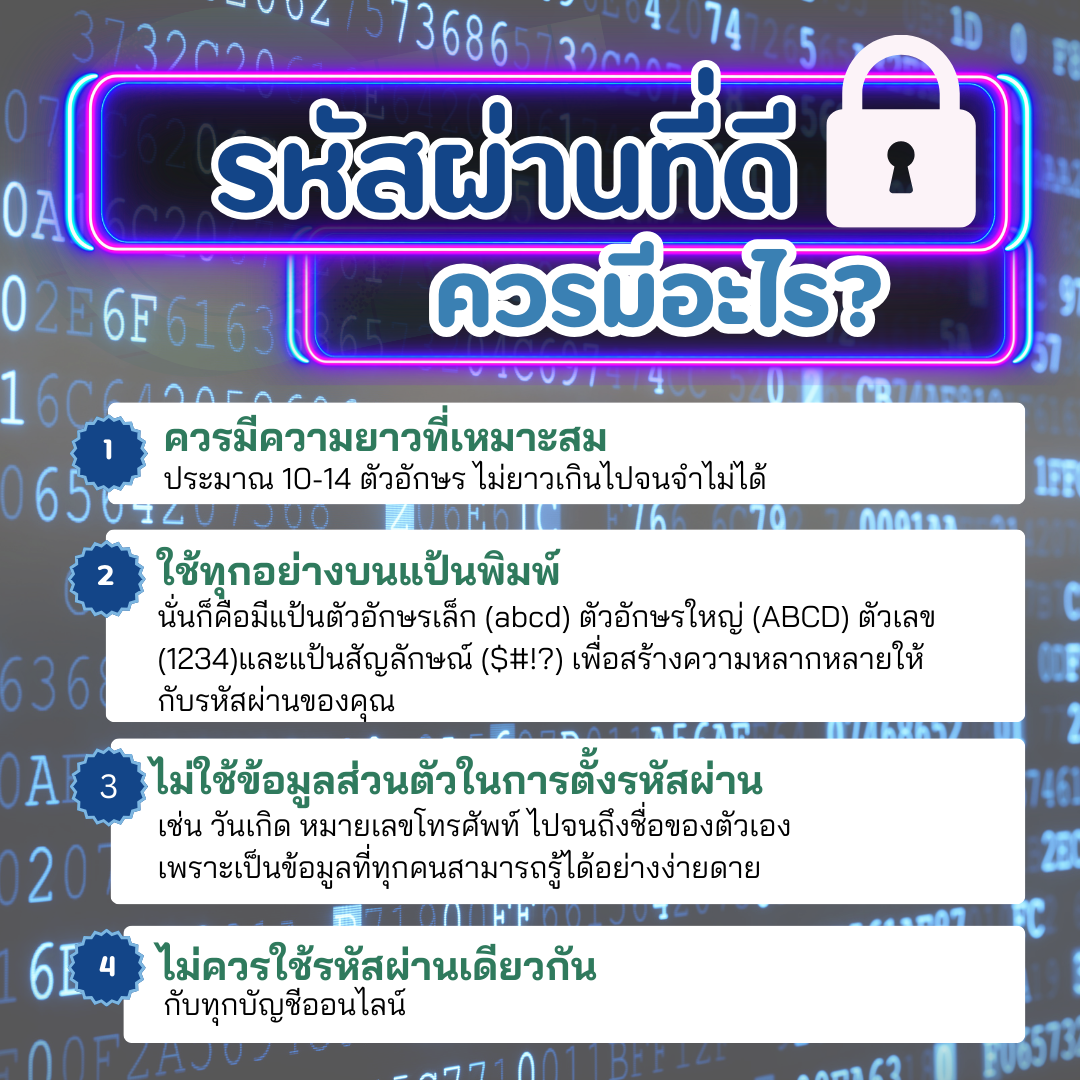 รหัสผ่านที่ดี
ควรมีอะไร?
1
ควรมีความยาวที่เหมาะสม
ประมาณ 10-14 ตัวอักษร ไม่ยาวเกินไปจนจำไม่ได้
2
ใช้ทุกอย่างบนแป้นพิมพ์
นั่นก็คือมีแป้นตัวอักษรเล็ก (abcd) ตัวอักษรใหญ่ (ABCD) ตัวเลข
(1234)และแป้นสัญลักษณ์ ($#!?) เพื่อสร้างความหลากหลายให้
กับรหัสผ่านของคุณ
3
ไม่ใช้ข้อมูลส่วนตัวในการตั้งรหัสผ่าน
เช่น วันเกิด หมายเลขโทรศัพท์ ไปจนถึงชื่อของตัวเอง
เพราะเป็นข้อมูลที่ทุกคนสามารถรู้ได้อย่างง่ายดาย
4
ไม่ควรใช้รหัสผ่านเดียวกัน
กับทุกบัญชีออนไลน์